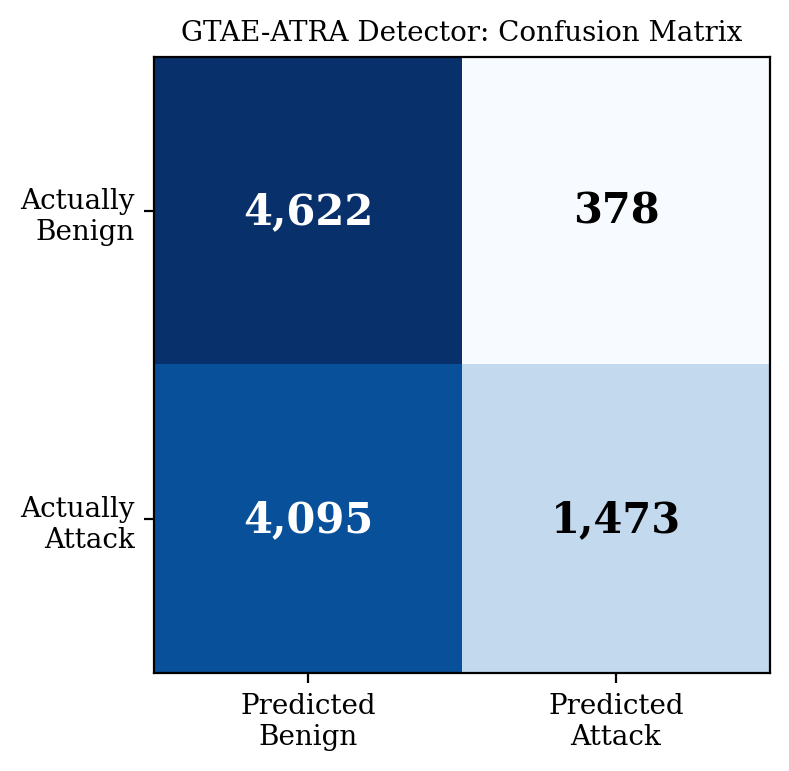 GTAE-ATRA Detector: Confusion Matrix
Actually
Benign
4,622
378
Actually
Attack
4,095
1,473
Predicted
Benign
Predicted
Attack